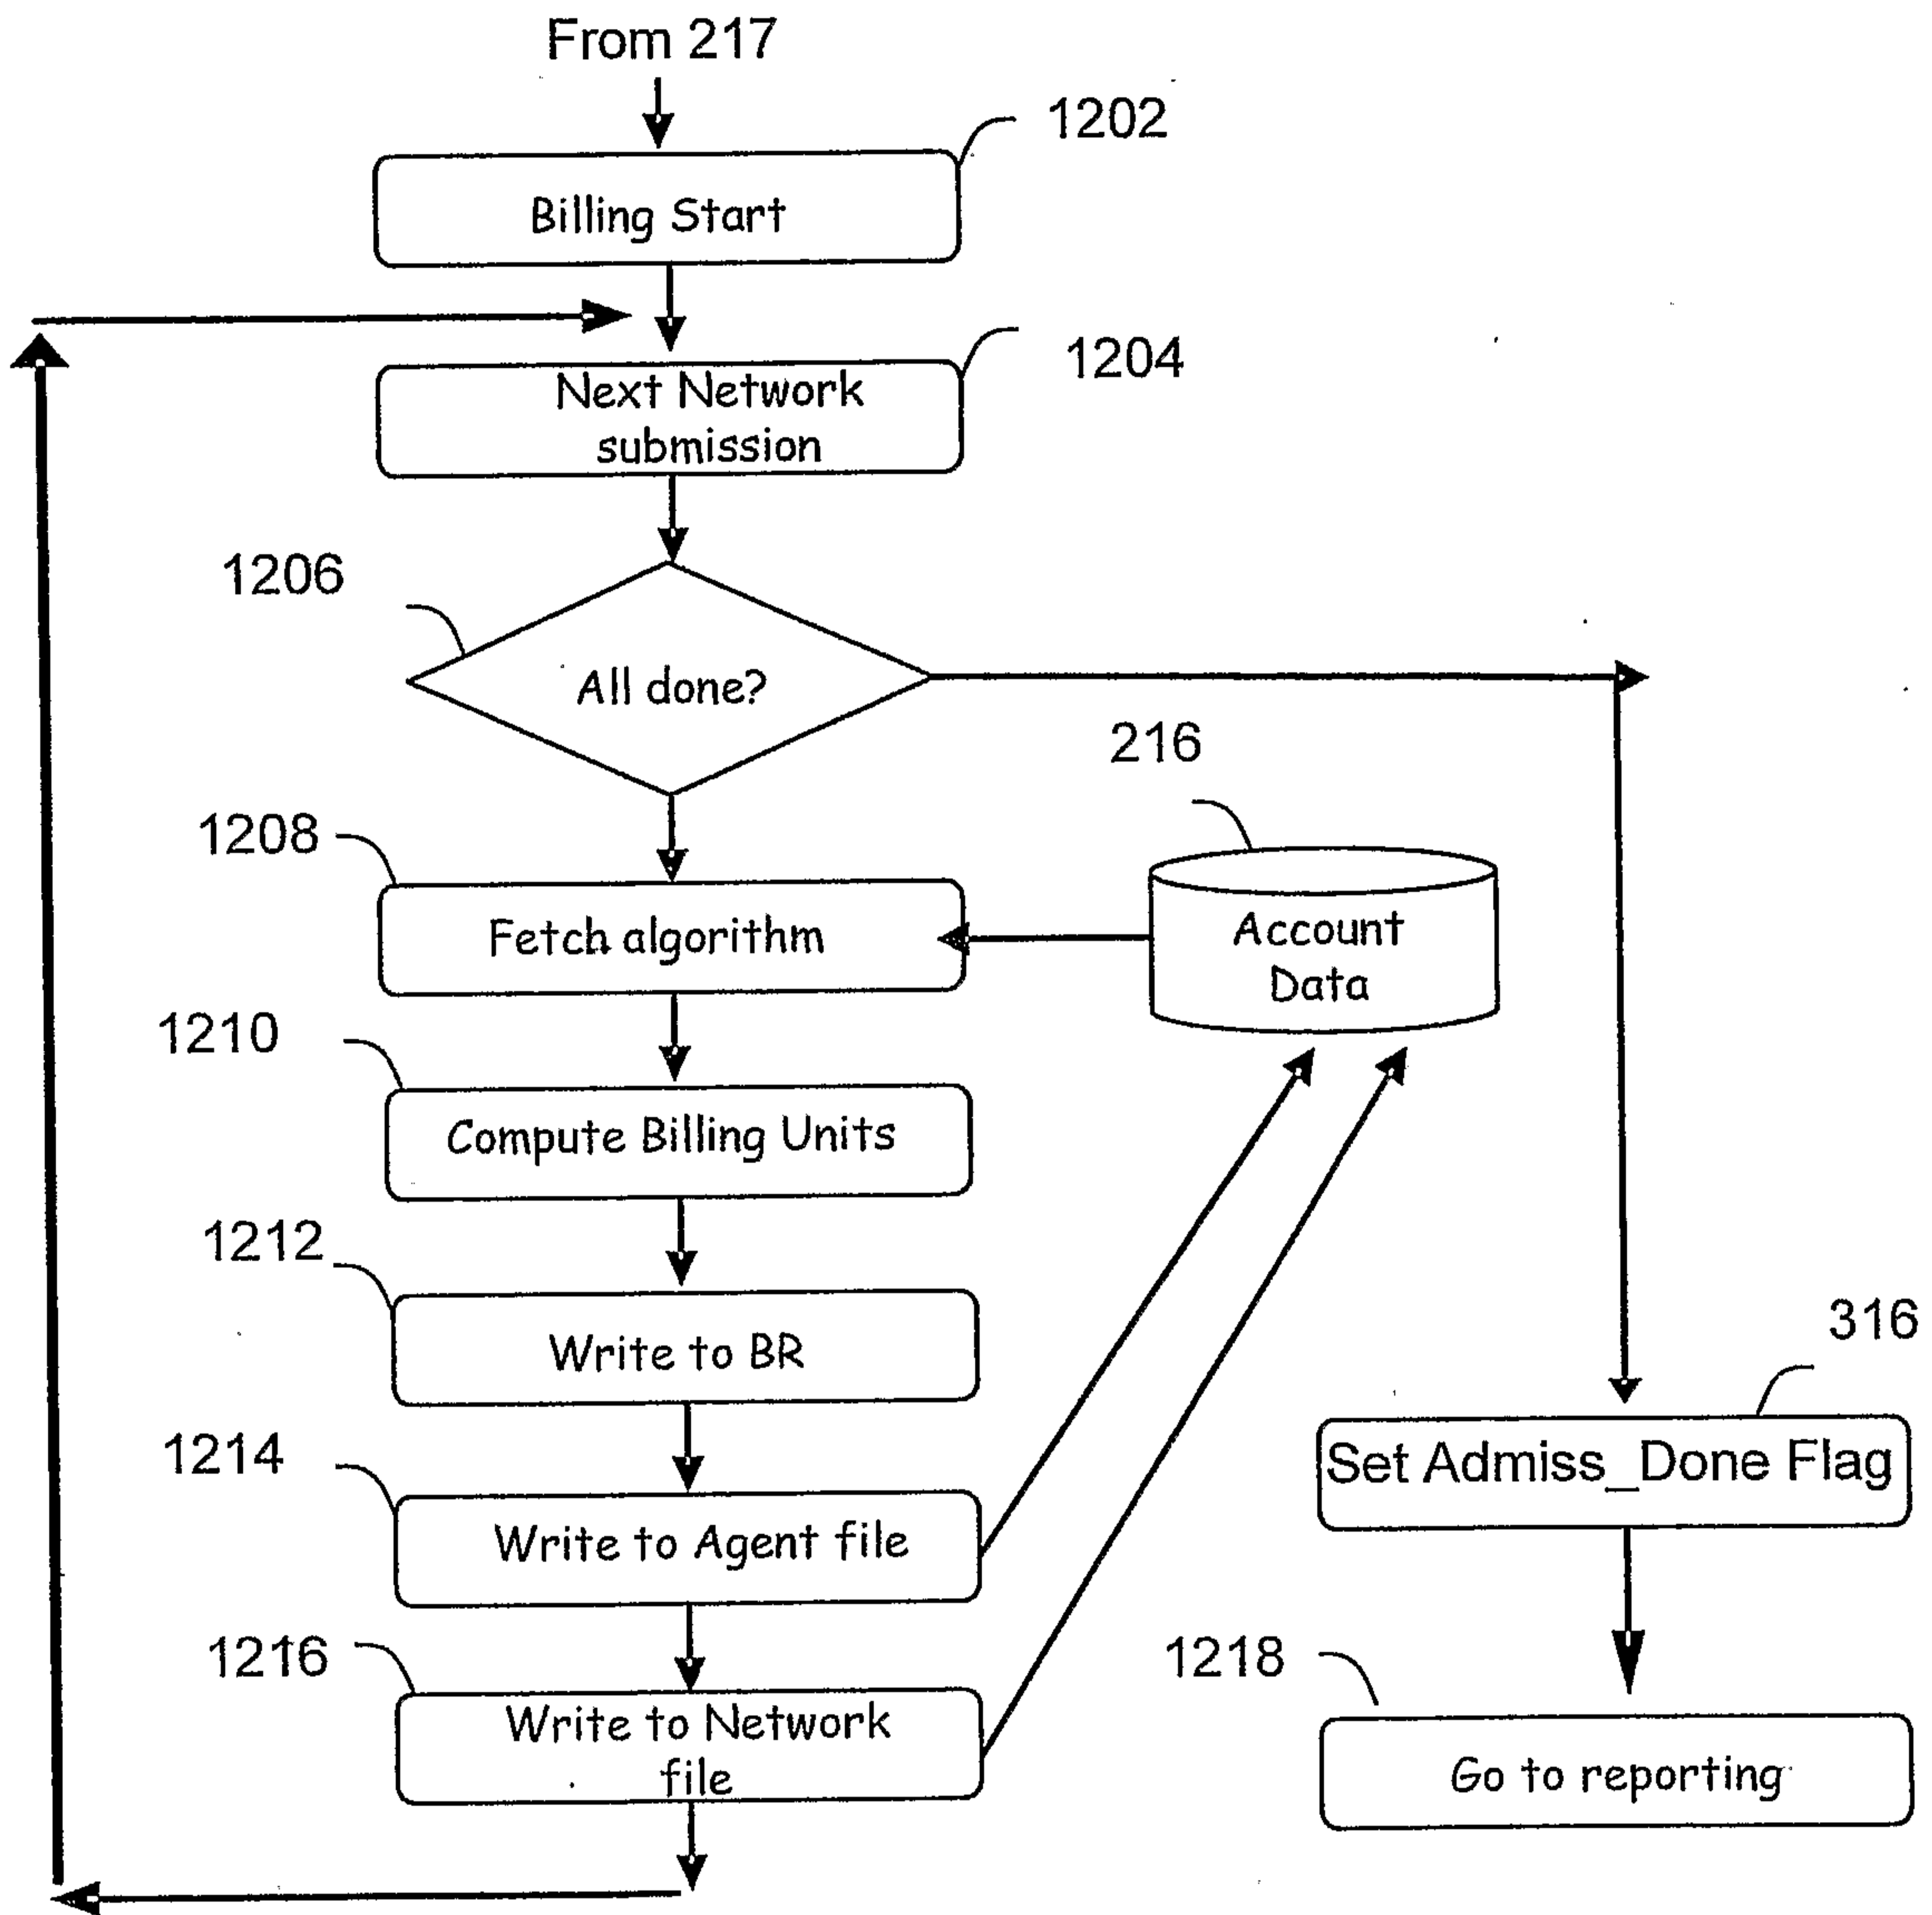 From 217
1202
Billing Start
1204
Next Network
submission
1206
All done?
216
1208
Fetch algorithm
Account
Data
1210
Compute Billing Units
1212
Write to BR
316
1214
Set Admiss_Done Flag
Write to Agent file
1216
1218
Write to Network
file
Go to reporting